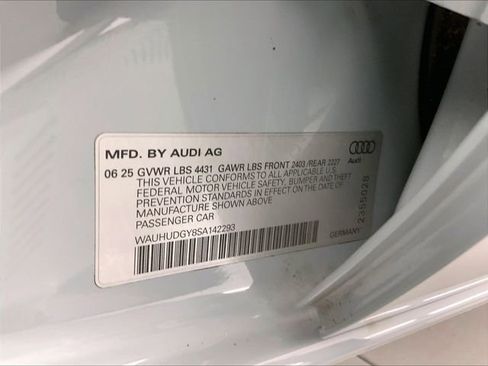 MFD. BY AUDI AG
06 25 GVWR LBS 4431 GAWR LBS FRONT 2403 /REAR 2227
THIS VEHICLE CONFORMS TO ALL APPLICABLE U.S.
FEDERAL MOTOR VEHICLE SAFETY, BUMPER AND THEFT
PREVENTION STANDARDS IN EFFECT ON THE DATE OF
MANUFACTURE SHOWN ABOVE
PASSENGER CAR
WAUHUDGY8SA142293
Audi
2355028
GERMANY